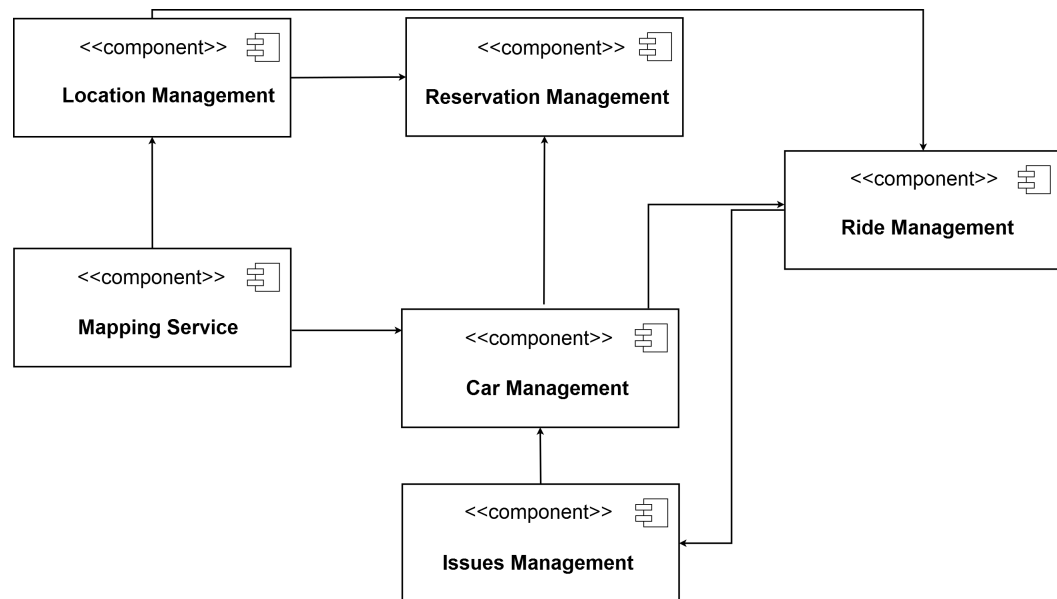 <<component>>
Location Management
<<component>>
Reservation Management
<<component>>
Ride Management
<<component>>
Mapping Service
<<component>>
Car Management
<<component>>
Issues Management